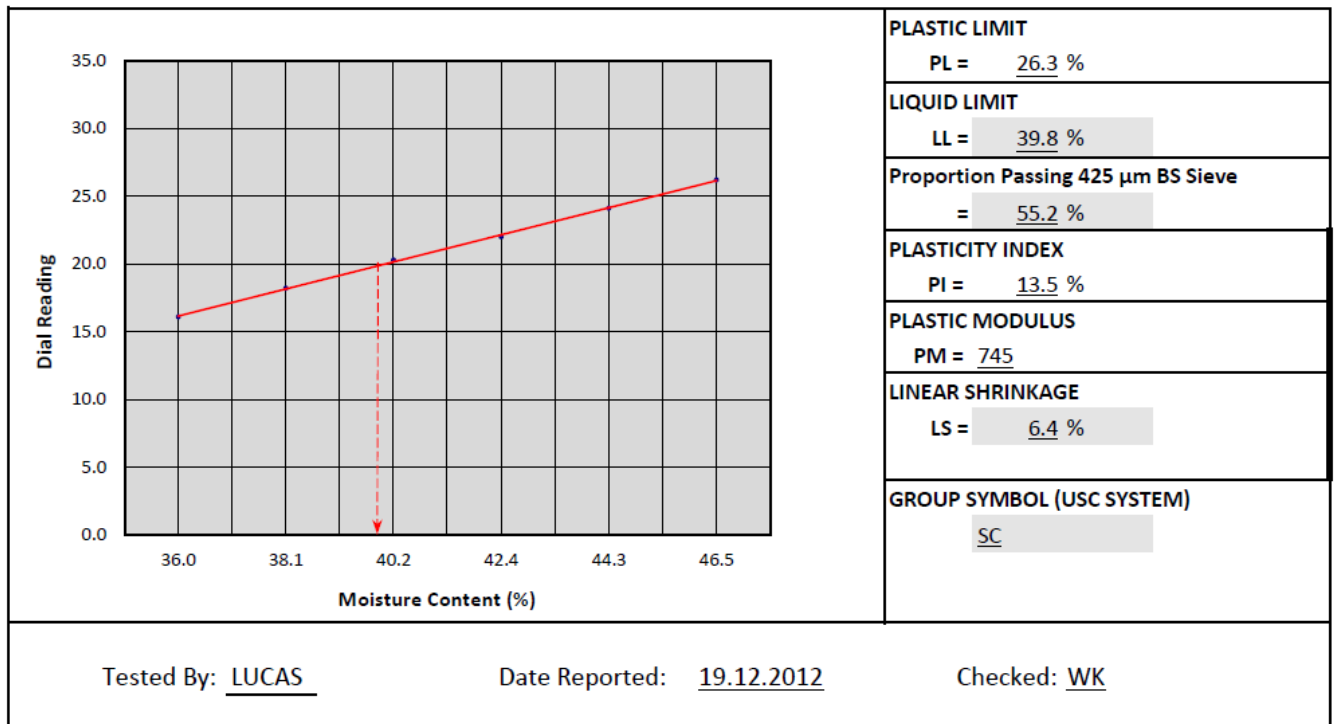 35.0
30.0
25.0
20.0
15.0
10.0
5.0
0.0
Dial Reading
36.0 38.1 40.2 42.4 44.3 46.5
Moisture Content (%)
PLASTIC LIMIT
PL = 26.3 %
LIQUID LIMIT
LL = 39.8 %
Proportion Passing 425 µm BS Sieve
= 55.2 %
PLASTICITY INDEX
PI = 13.5 %
PLASTIC MODULUS
PM = 745
LINEAR SHRINKAGE
LS = 6.4 %
GROUP SYMBOL (USC SYSTEM)
SC
Tested By: LUCAS Date Reported: 19.12.2012 Checked: WK